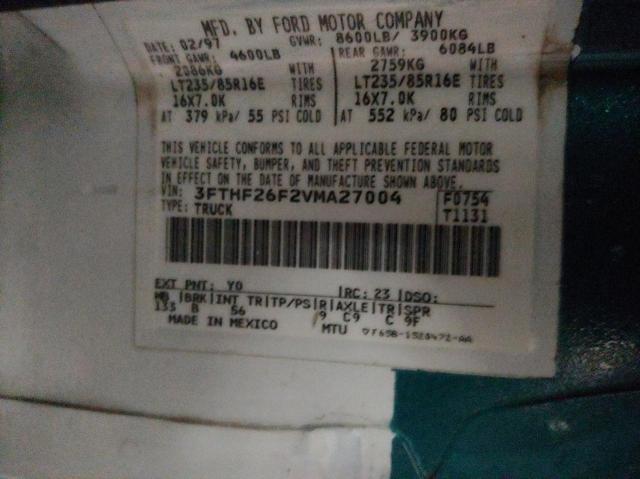 MFD. BY FORD MOTOR COMPANY
DATE: 02/97 GVWR: 8600LB/ 3900KG
FRONT GAWR: 4600LB REAR GAWR: 6084LB
2086KG WITH 2759KG WITH
LT235/85R16E TIRES LT235/85R16E TIRES
16X7.0K RIMS 16X7.0K RIMS
AT 379 kPa/ 55 PSI COLD AT 552 kPa/ 80 PSI COLD
THIS VEHICLE CONFORMS TO ALL APPLICABLE FEDERAL MOTOR
VEHICLE SAFETY, BUMPER, AND THEFT PREVENTION STANDARDS
IN EFFECT ON THE DATE OF MANUFACTURE SHOWN ABOVE.
VIN: 3FTHF26F2VMA27004 F0754
TYPE: TRUCK T1131
EXT PNT: Y0 RC: 23 DSO:
WB BRK INT TR TP/PS R AXLE TR SPR
133 B 56 9 C9 C 9F
MADE IN MEXICO MTU